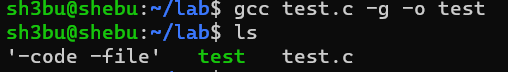 sh3bu@shebu:~/lab$ gcc test.c -g -o test
sh3bu@shebu:~/lab$ ls
'-code -file'   test   test.c